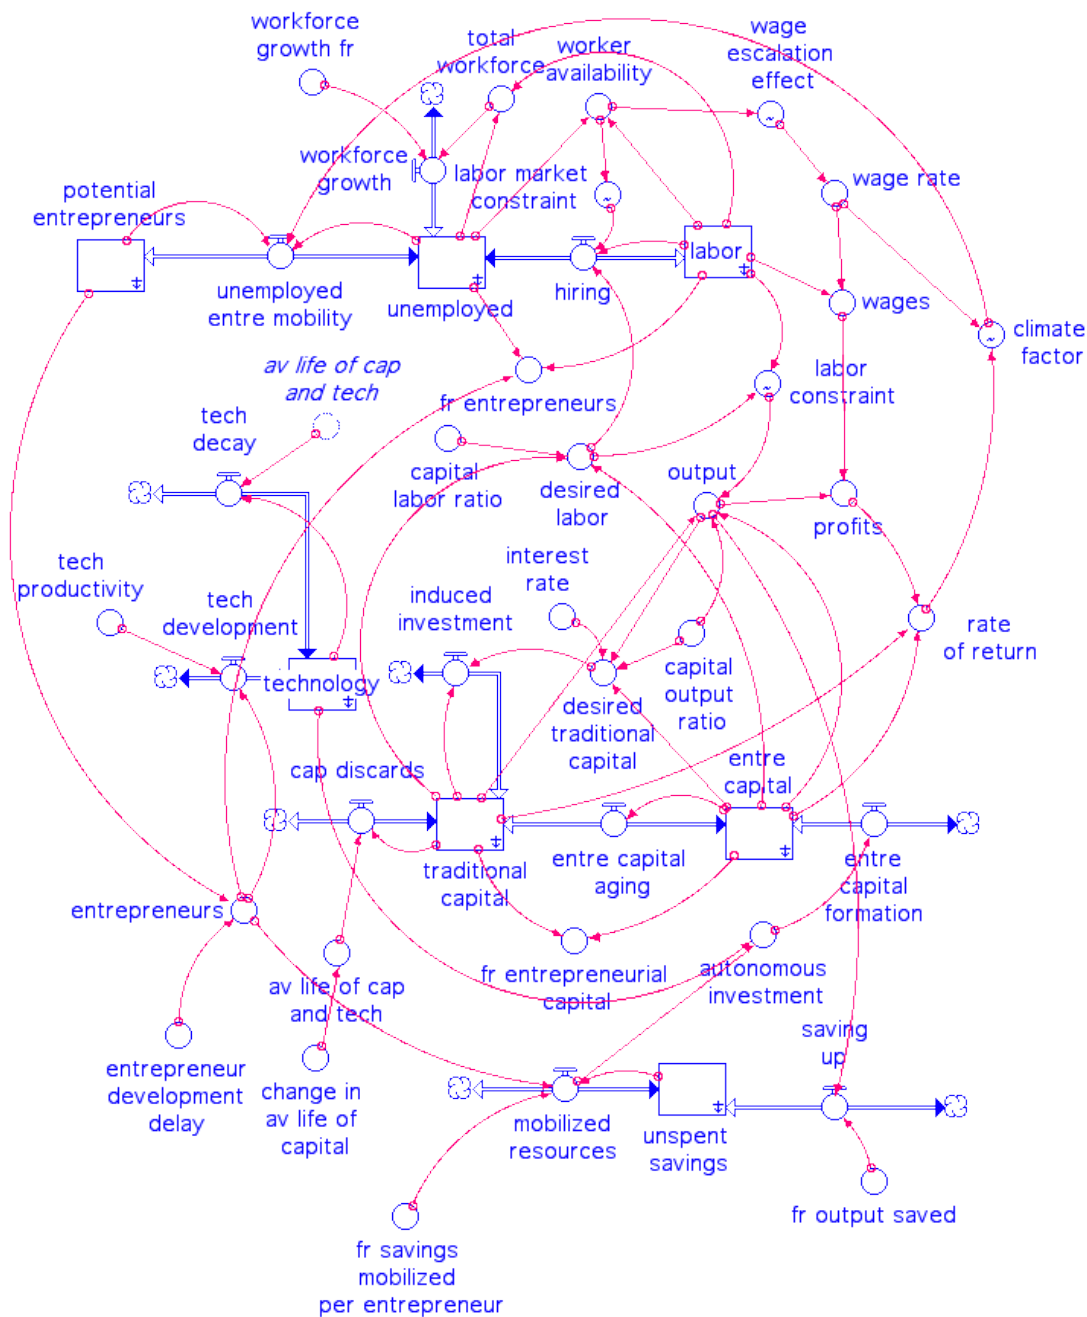 workforce
growth fr
total
workforce
worker
availability
wage
escalation
effect
workforce
growth
labor market
constraint
wage rate
potential
entrepreneurs
labor
unemployed
entre mobility
unemployed
hiring
wages
climate
factor
av life of cap
and tech
fr entrepreneurs
labor
constraint
tech
decay
capital
labor ratio
desired
labor
output
profits
tech
productivity
tech
development
induced
investment
interest
rate
rate
of return
technology
capital
output
ratio
desired
traditional
capital
cap discards
entre
capital
traditional
capital
entre capital
aging
entre
capital
formation
entrepreneurs
av life of cap
and tech
fr entrepreneurial
capital
autonomous
investment
saving
up
entrepreneur
development
delay
change in
av life of
capital
mobilized
resources
unspent
savings
fr output saved
fr savings
mobilized
per entrepreneur